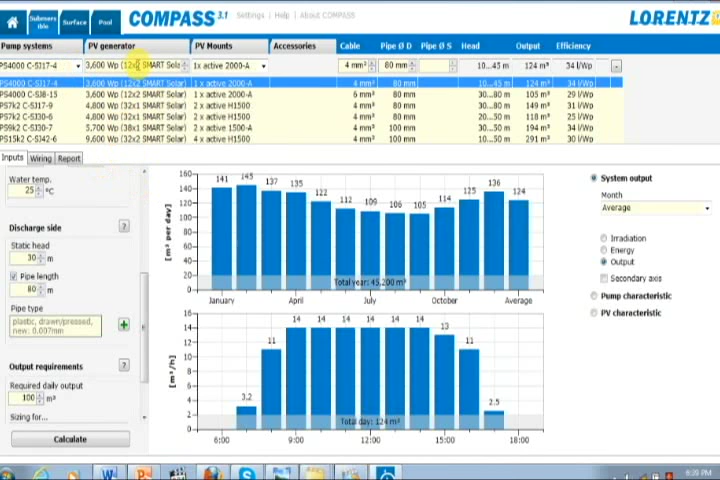 Submers ible Surface Pool COMPASS 3.1 Settings | Help | About COMPASS LORENTZ
Pump systems PV generator PV Mounts Accessories Cable Pipe Ø D Pipe Ø S Head Output Efficiency
PS4000 C-SJ17-4 3,600 Wp (12x2 SMART Solar 1x active 2000-A 4 mm² 80 mm 10...45 m 124 m³ 34 l/Wp
PS4000 C-SJ17-4 3,600 Wp (12x2 SMART Solar) 1 x active 2000-A 4 mm² 80 mm 10...45 m 124 m³ 34 l/Wp
PS4000 C-SJ8-15 3,600 Wp (12x2 SMART Solar) 1 x active 2000-A 6 mm² 80 mm 30...80 m 105 m³ 29 l/Wp
PS7k2 C-SJ17-9 4,800 Wp (32x1 SMART Solar) 2 x active H1500 4 mm² 80 mm 30...80 m 149 m³ 31 l/Wp
PS7k2 C-SJ30-6 4,800 Wp (32x1 SMART Solar) 2 x active H1500 4 mm² 80 mm 20...50 m 118 m³ 25 l/Wp
PS9k2 C-SJ30-7 5,700 Wp (38x1 SMART Solar) 2 x active 1500-A 4 mm² 100 mm 30...50 m 194 m³ 34 l/Wp
PS15k2 C-SJ42-6 9,600 Wp (32x2 SMART Solar) 4 x active H1500 4 mm² 100 mm 10...65 m 291 m³ 30 l/Wp
Inputs Wiring Report
Water temp.
25 °C
Discharge side ?
Static head
30 m
Pipe length
80 m
Pipe type
plastic, drawn/pressed,
new: 0.007mm
Output requirements ?
Required daily output
100 m³
Sizing for...
Calculate
[m³ per day]
160
140
120
100
80
60
40
20
0
141 145 137 135 122 112 109 106 105 114 125 136 124
Total year: 45,200 m³
January April July October Average
[m³/h]
16
14
12
10
8
6
4
2
0
3.2 11 14 14 14 14 14 14 13 11 2.5
Total day: 124 m³
6:00 9:00 12:00 15:00 18:00
System output
Month
Average
Irradiation
Energy
Output
Secondary axis
Pump characteristic
PV characteristic